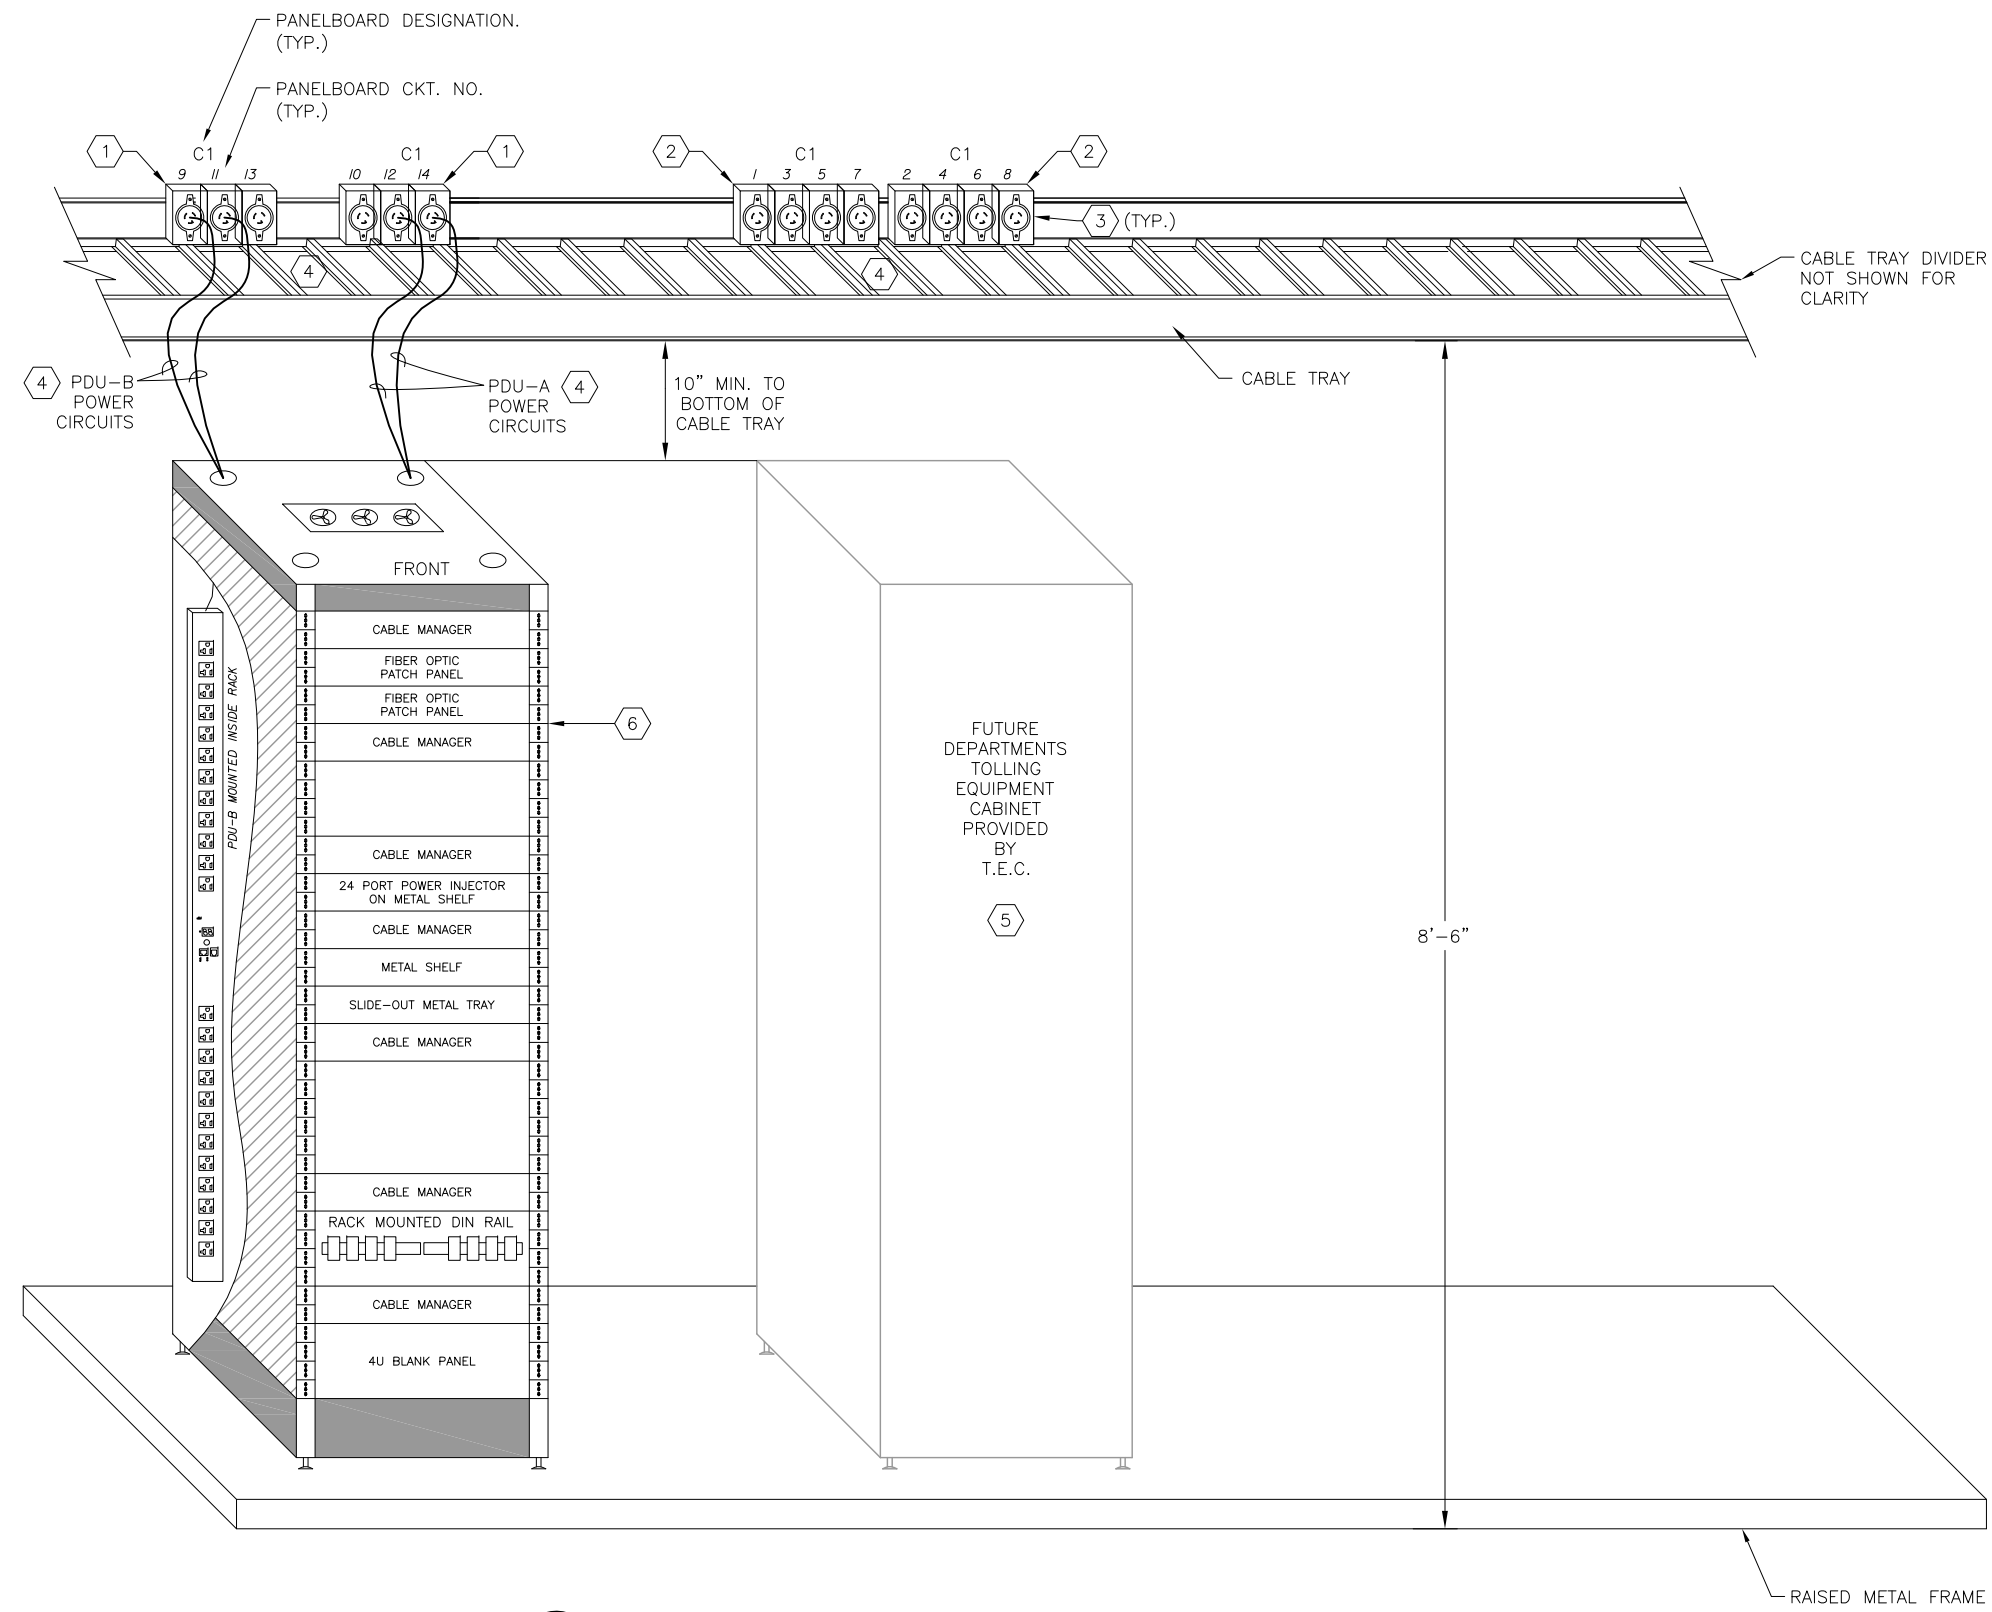 PANELBOARD DESIGNATION.
(TYP.)
PANELBOARD CKT. NO.
(TYP.)
1
C1
9 11 13
C1
10 12 14
1
2
C1
1 3 5 7
C1
2 4 6 8
2
3 (TYP.)
4
4
CABLE TRAY DIVIDER
NOT SHOWN FOR
CLARITY
4 PDU-B
POWER
CIRCUITS
PDU-A 4
POWER
CIRCUITS
10" MIN. TO
BOTTOM OF
CABLE TRAY
CABLE TRAY
FRONT
PDU-B MOUNTED INSIDE RACK
CABLE MANAGER
FIBER OPTIC
PATCH PANEL
FIBER OPTIC
PATCH PANEL
6
CABLE MANAGER
CABLE MANAGER
24 PORT POWER INJECTOR
ON METAL SHELF
CABLE MANAGER
METAL SHELF
SLIDE-OUT METAL TRAY
CABLE MANAGER
CABLE MANAGER
RACK MOUNTED DIN RAIL
CABLE MANAGER
4U BLANK PANEL
FUTURE
DEPARTMENTS
TOLLING
EQUIPMENT
CABINET
PROVIDED
BY
T.E.C.
5
8'-6"
RAISED METAL FRAME